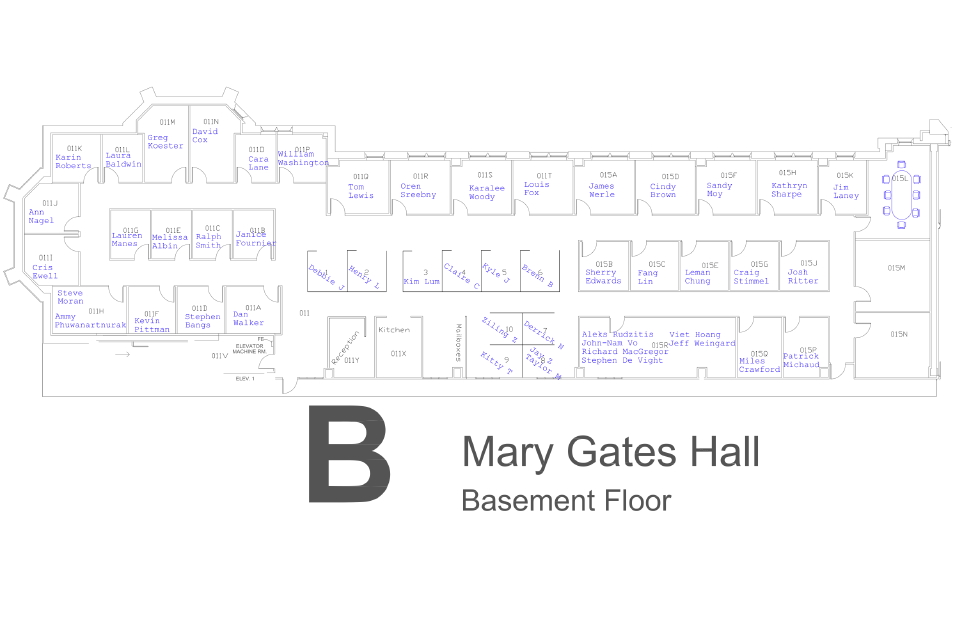 011M
011N
Greg
Koester
David
Cox
011K
Karin
Roberts
011L
Laura
Baldwin
011O
Cara
Lane
011P
William
Washington
011Q
Tom
Lewis
011R
Oren
Sreebny
011S
Karalee
Woody
011T
Louis
Fox
015A
James
Werle
015D
Cindy
Brown
015F
Sandy
Moy
015H
Kathryn
Sharpe
015K
Jim
Laney
015L
011J
Ann
Nagel
011G
Lauren
Manes
011E
Melissa
Albin
011C
Ralph
Smith
011B
Janice
Fournier
011I
Cris
Ewell
Debbie J
2
Henry L
3
Kim Lum
4
Claire C
5
Kyle J
6
Brenn B
015B
Sherry
Edwards
015C
Fang
Lin
015E
Leman
Chung
015G
Craig
Stimmel
015J
Josh
Ritter
015M
Steve
Moran
011H
Ammy
Phuwanartnurak
011F
Kevin
Pittman
011D
Stephen
Bangs
011A
Dan
Walker
011
FE
ELEVATOR
MACHINE RM.
011V
ELEV. 1
Reception
011Y
Kitchen
011X
Mailboxes
Ziling Z
10
7
Derrick H
9
Kitty T
8
Jay Z
Taylor M
Aleks Rudzitis
John-Nam Vo
Richard MacGregor
Stephen De Vight
015R
Viet Hoang
Jeff Weingard
015Q
Miles
Crawford
015P
Patrick
Michaud
015N
B
Mary Gates Hall
Basement Floor